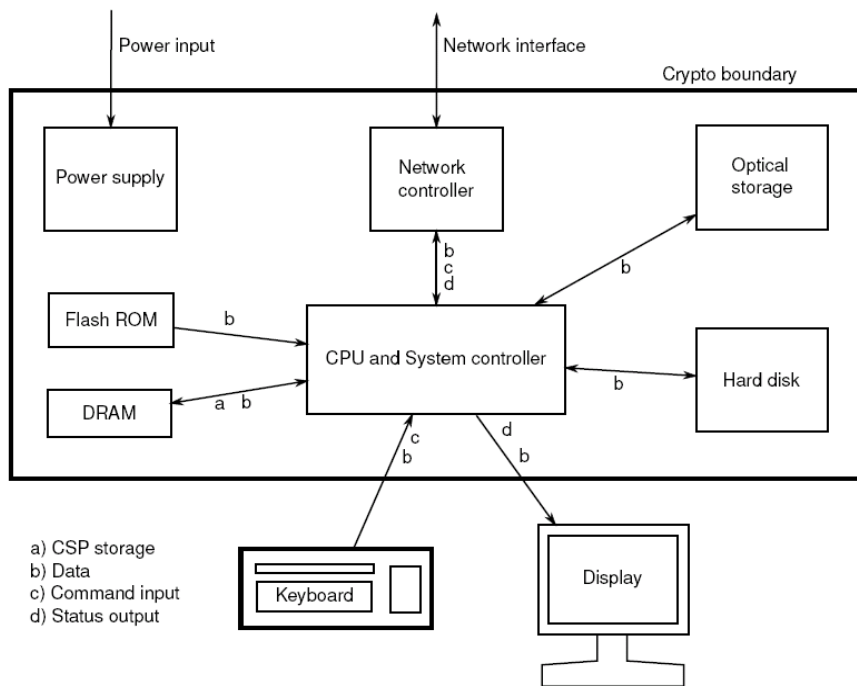 Power input
Network interface
Crypto boundary
Power supply
Network
controller
Optical
storage
b
c
d
b
Flash ROM
b
CPU and System controller
b
Hard disk
DRAM
a b
c
b
d
b
a) CSP storage
b) Data
c) Command input
d) Status output
Keyboard
Display